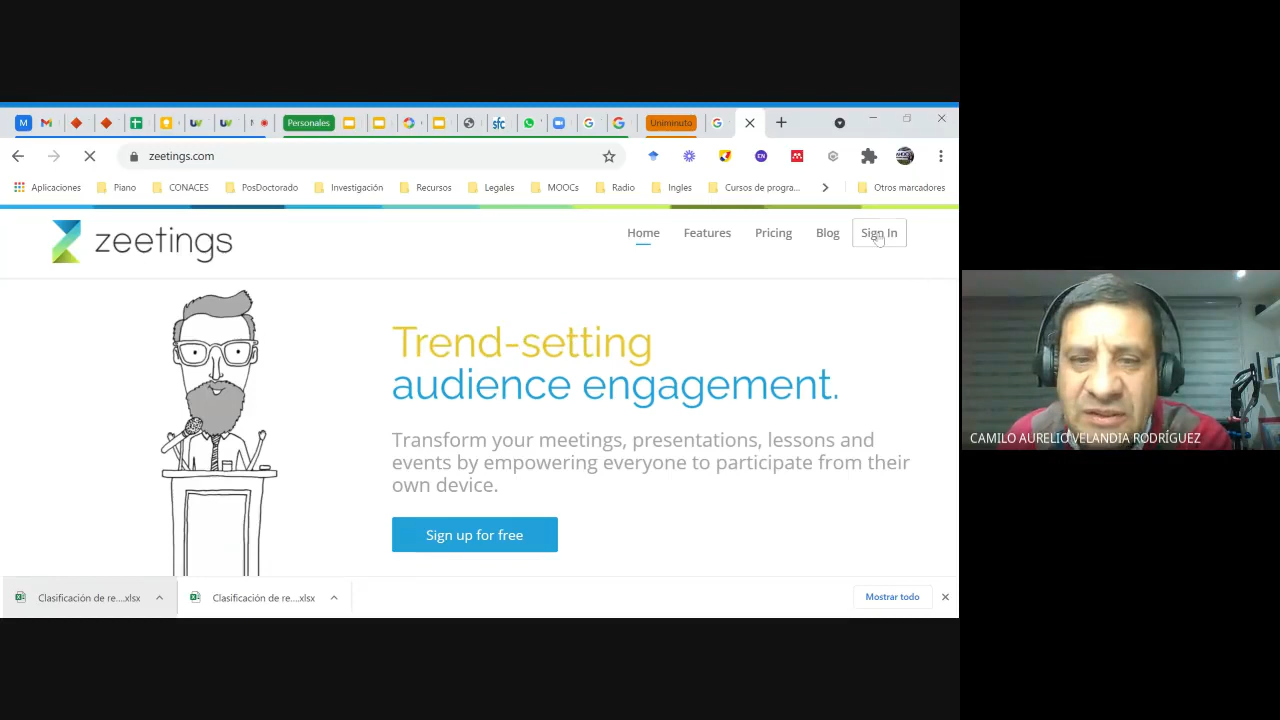 M
Personales
sfc
Uniminuto
zeetings.com
EN
Aplicaciones Piano CONACES PosDoctorado Investigación Recursos Legales MOOCs Radio Ingles Cursos de progra... Otros marcadores
zeetings
Home Features Pricing Blog Sign In
Trend-setting
audience engagement.
Transform your meetings, presentations, lessons and
events by empowering everyone to participate from their
own device.
Sign up for free
CAMILO AURELIO VELANDIA RODRÍGUEZ
Clasificación de re....xlsx Clasificación de re....xlsx Mostrar todo